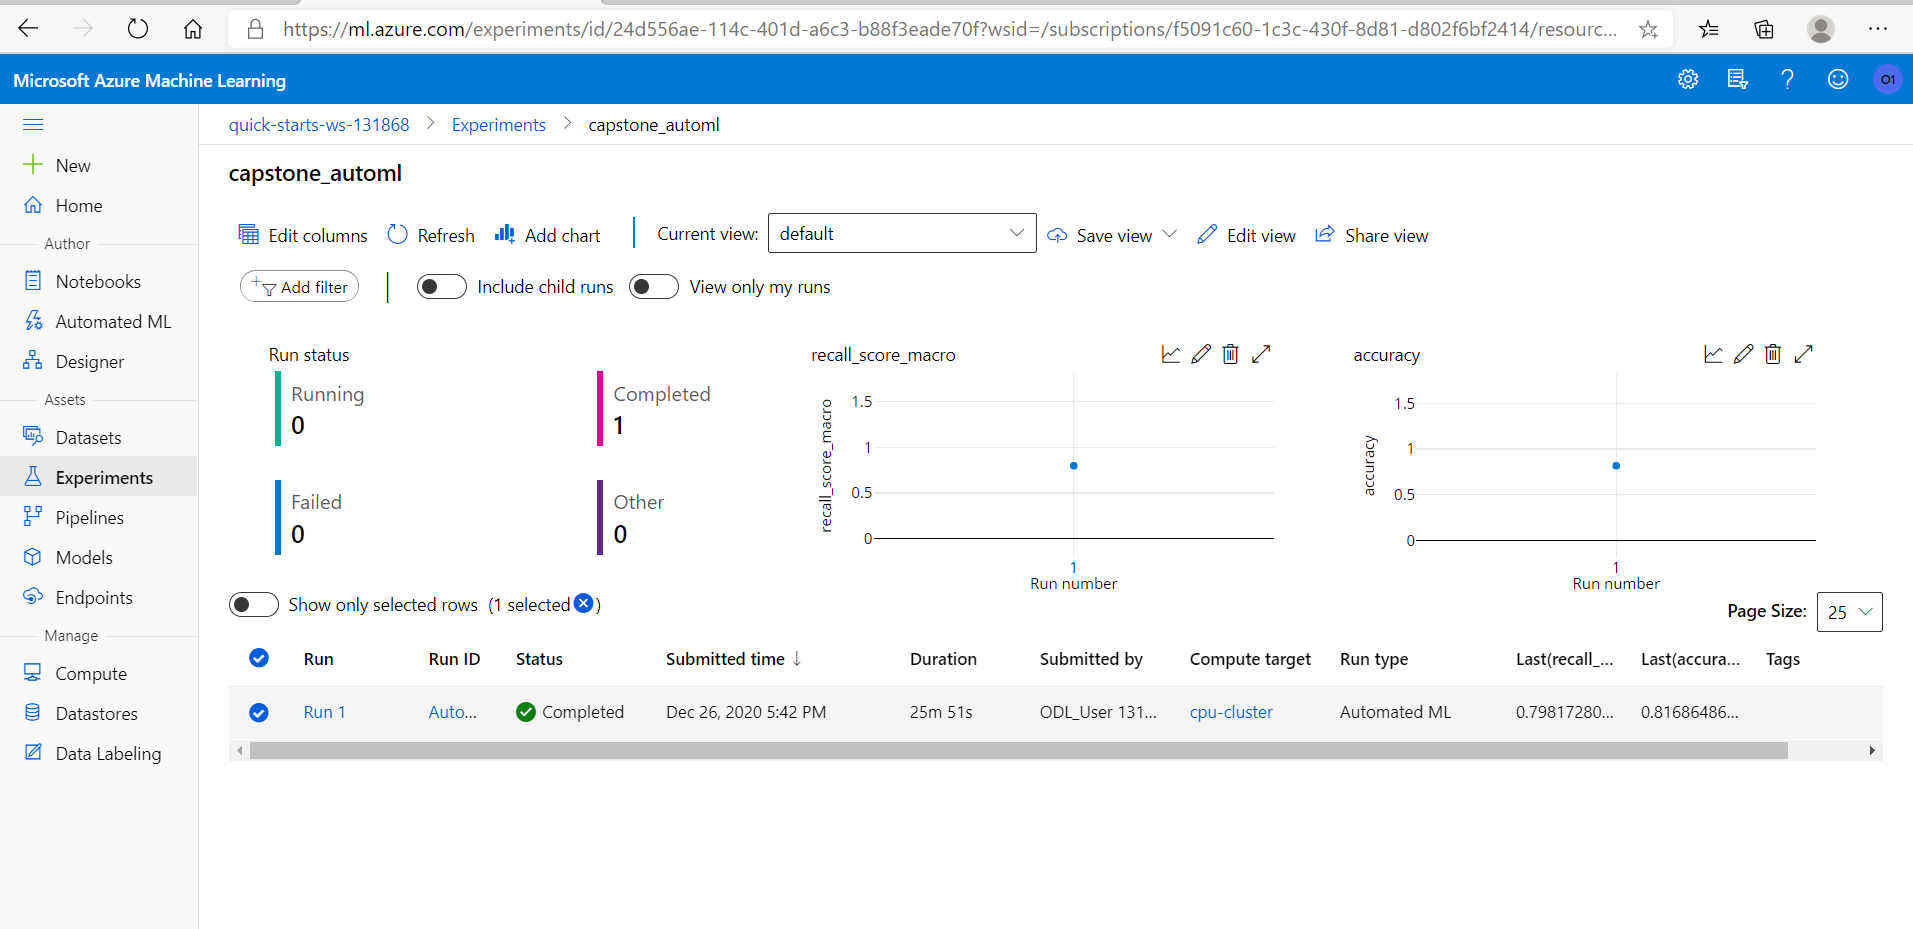 https://ml.azure.com/experiments/id/24d556ae-114c-401d-a6c3-b88f3eade70f?wsid=/subscriptions/f5091c60-1c3c-430f-8d81-d802f6bf2414/resourc...
Microsoft Azure Machine Learning
O1
quick-starts-ws-131868 > Experiments > capstone_automl
New
Home
Author
Notebooks
Automated ML
Designer
Assets
Datasets
Experiments
Pipelines
Models
Endpoints
Manage
Compute
Datastores
Data Labeling
capstone_automl
Edit columns Refresh Add chart Current view: default Save view Edit view Share view
Add filter Include child runs View only my runs
Run status
Running
0
Completed
1
Failed
0
Other
0
recall_score_macro
recall_score_macro
1.5
1
0.5
0
1
Run number
accuracy
accuracy
1.5
1
0.5
0
1
Run number
Show only selected rows (1 selected )
Page Size: 25
Run Run ID Status Submitted time ↓ Duration Submitted by Compute target Run type Last(recall_... Last(accura... Tags
Run 1 Auto... Completed Dec 26, 2020 5:42 PM 25m 51s ODL_User 131... cpu-cluster Automated ML 0.79817280... 0.81686486...